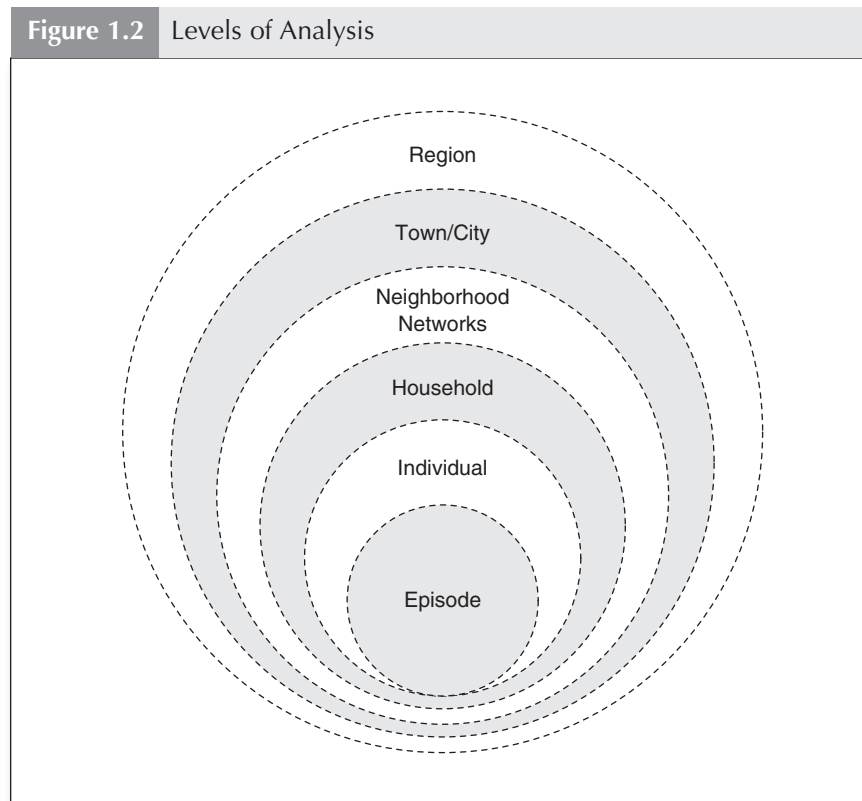 Figure 1.2 Levels of Analysis
Region
Town/City
Neighborhood
Networks
Household
Individual
Episode